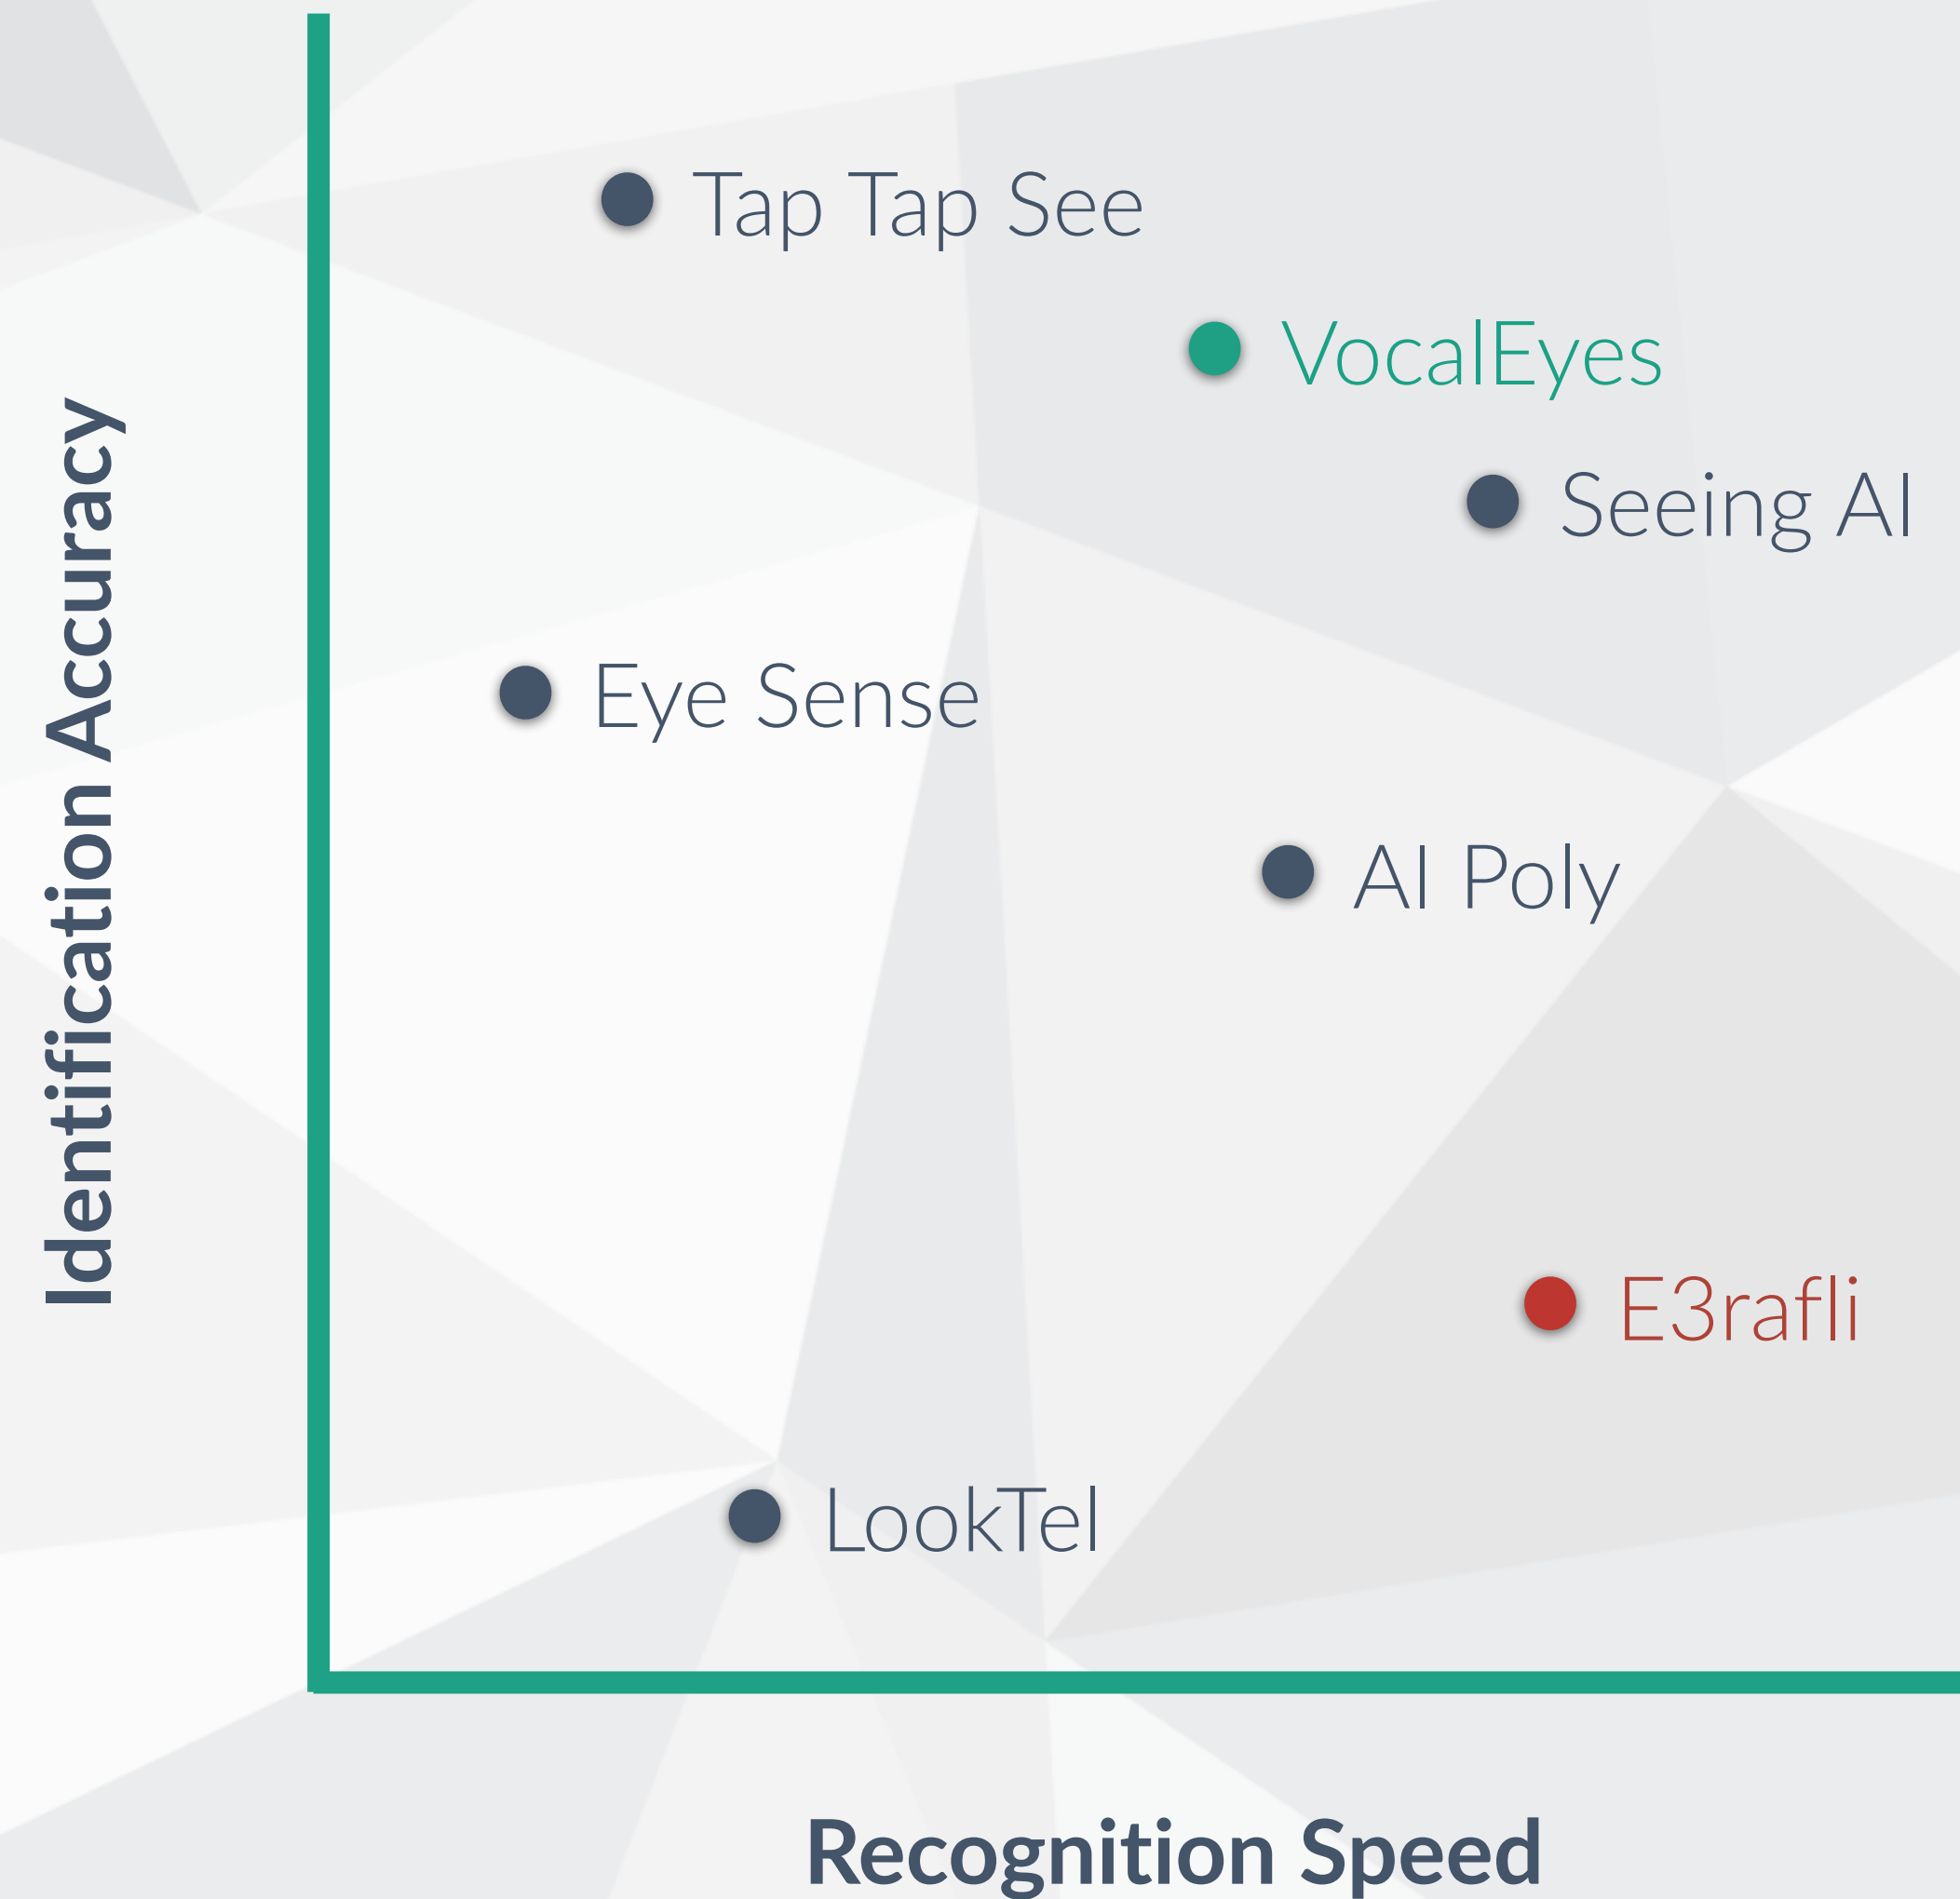 Tap Tap See
VocalEyes
Seeing AI
Eye Sense
AI Poly
E3rafli
LookTel
Identification Accuracy
Recognition Speed